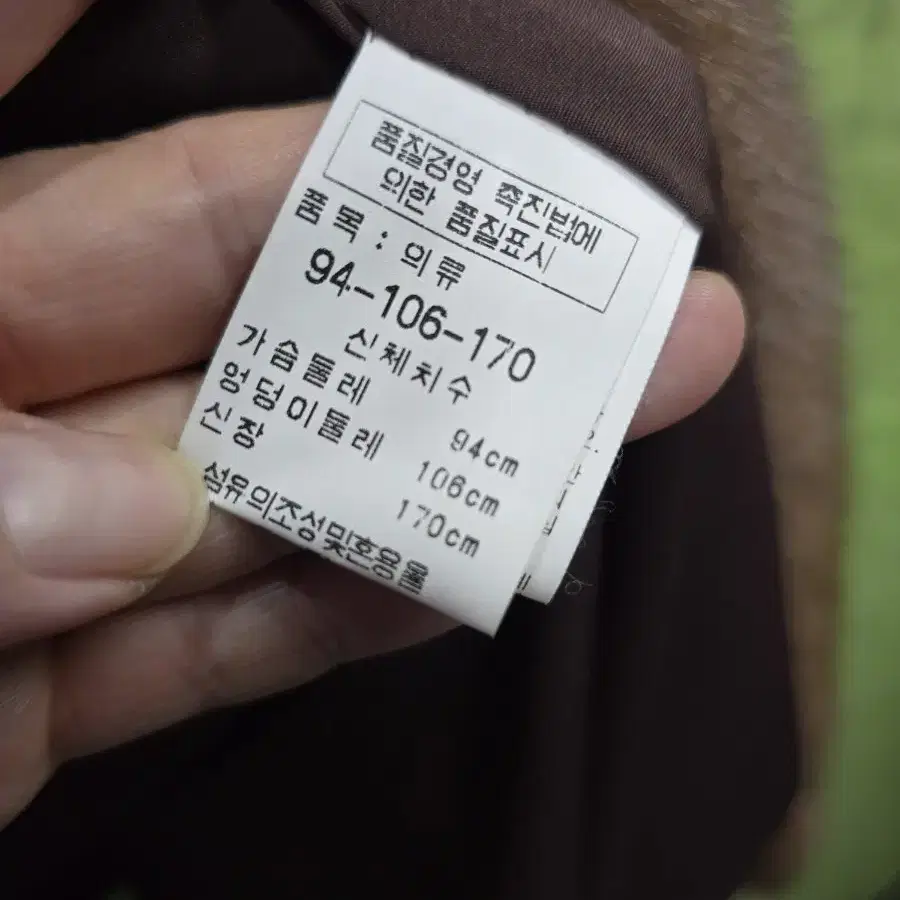 품질경영 촉진법에
의한 품질표시
품 목 : 의 류
94-106-170
신체치수
가슴둘레 94cm
엉덩이둘레 106cm
신장 170cm
섬유의조성및혼용율